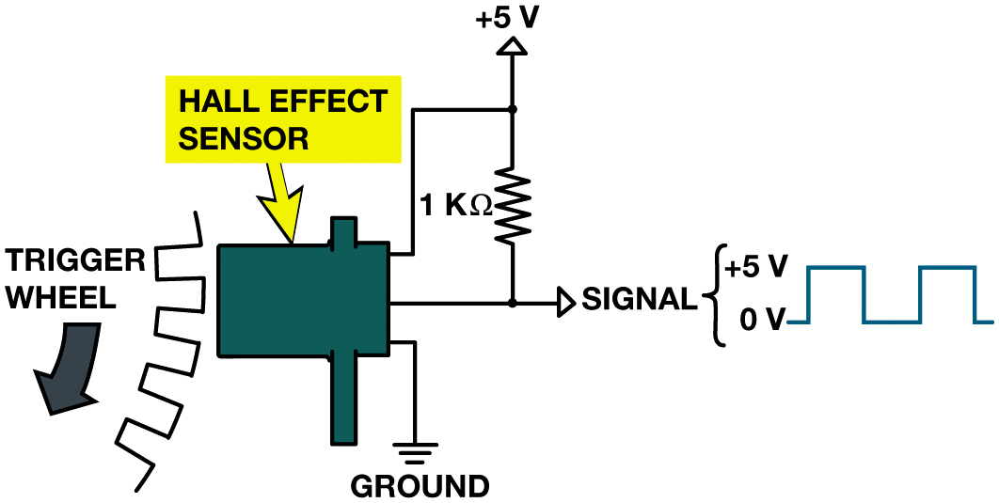 +5 V
HALL EFFECT
SENSOR
1 KΩ
TRIGGER
WHEEL
SIGNAL
+5 V
0 V
GROUND